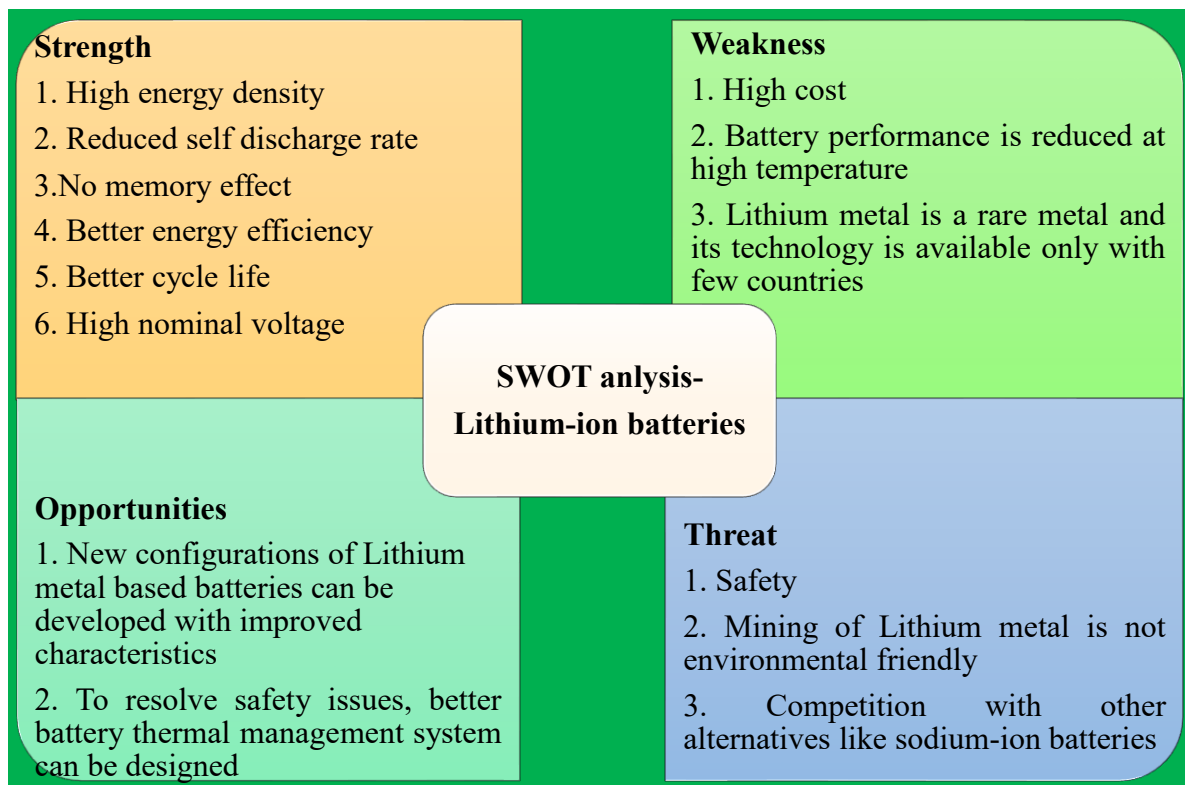 Strength
1. High energy density
2. Reduced self discharge rate
3.No memory effect
4. Better energy efficiency
5. Better cycle life
6. High nominal voltage
Weakness
1. High cost
2. Battery performance is reduced at
high temperature
3. Lithium metal is a rare metal and
its technology is available only with
few countries
SWOT anlysis-
Lithium-ion batteries
Opportunities
1. New configurations of Lithium
metal based batteries can be
developed with improved
characteristics
2. To resolve safety issues, better
battery thermal management system
can be designed
Threat
1. Safety
2. Mining of Lithium metal is not
environmental friendly
3. Competition with other
alternatives like sodium-ion batteries